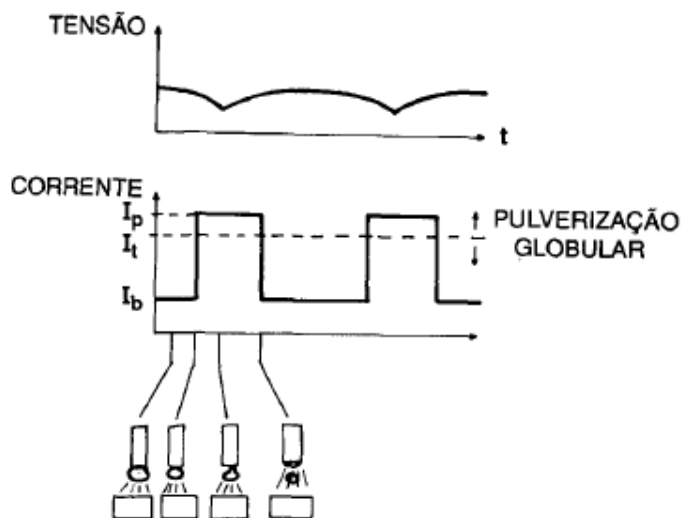 TENSÃO
t
CORRENTE
Ip
It
Ib
PULVERIZAÇÃO
GLOBULAR